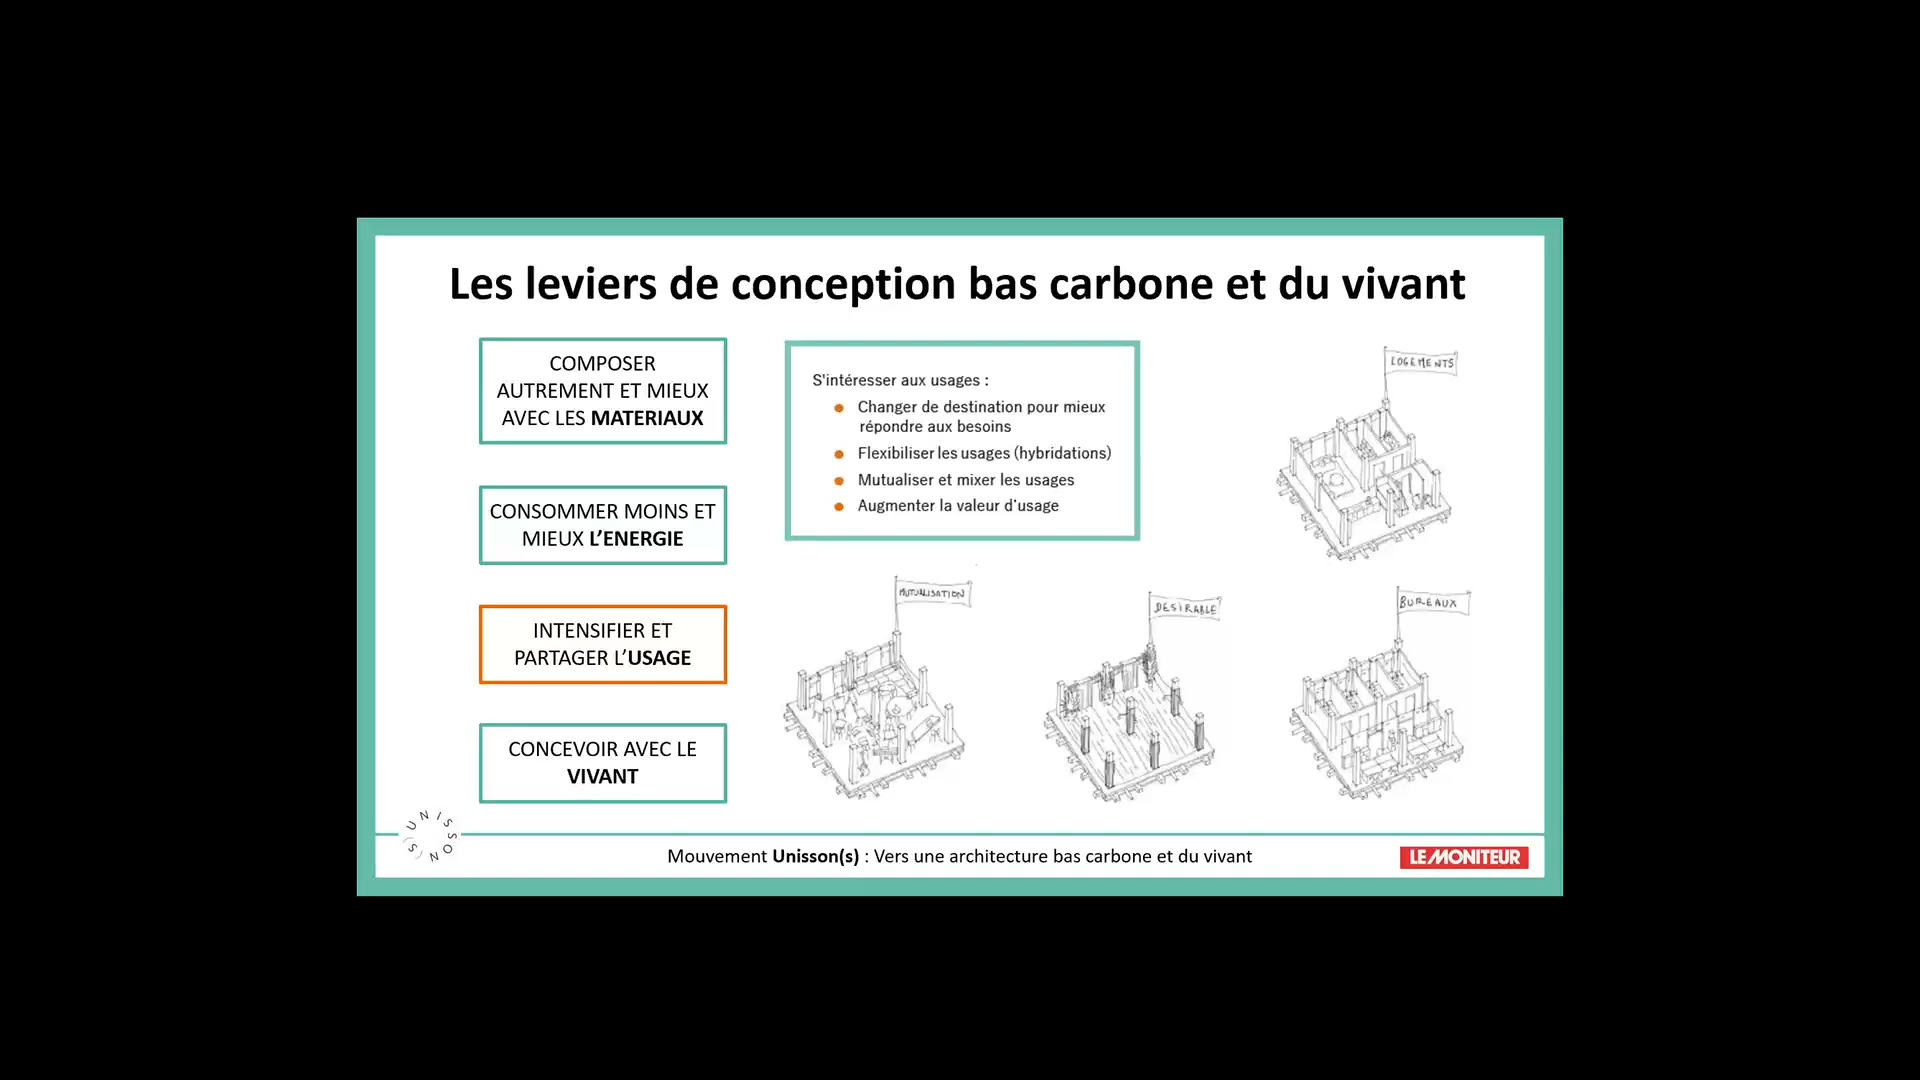 Les leviers de conception bas carbone et du vivant
COMPOSER
AUTREMENT ET MIEUX
AVEC LES MATERIAUX
CONSOMMER MOINS ET
MIEUX L’ENERGIE
INTENSIFIER ET
PARTAGER L’USAGE
CONCEVOIR AVEC LE
VIVANT
S'intéresser aux usages :
Changer de destination pour mieux
répondre aux besoins
Flexibiliser les usages (hybridations)
Mutualiser et mixer les usages
Augmenter la valeur d'usage
LOGEMENTS
MUTUALISATION
DESIRABLE
BUREAUX
UNISSON(S)
Mouvement Unisson(s) : Vers une architecture bas carbone et du vivant
LE MONITEUR